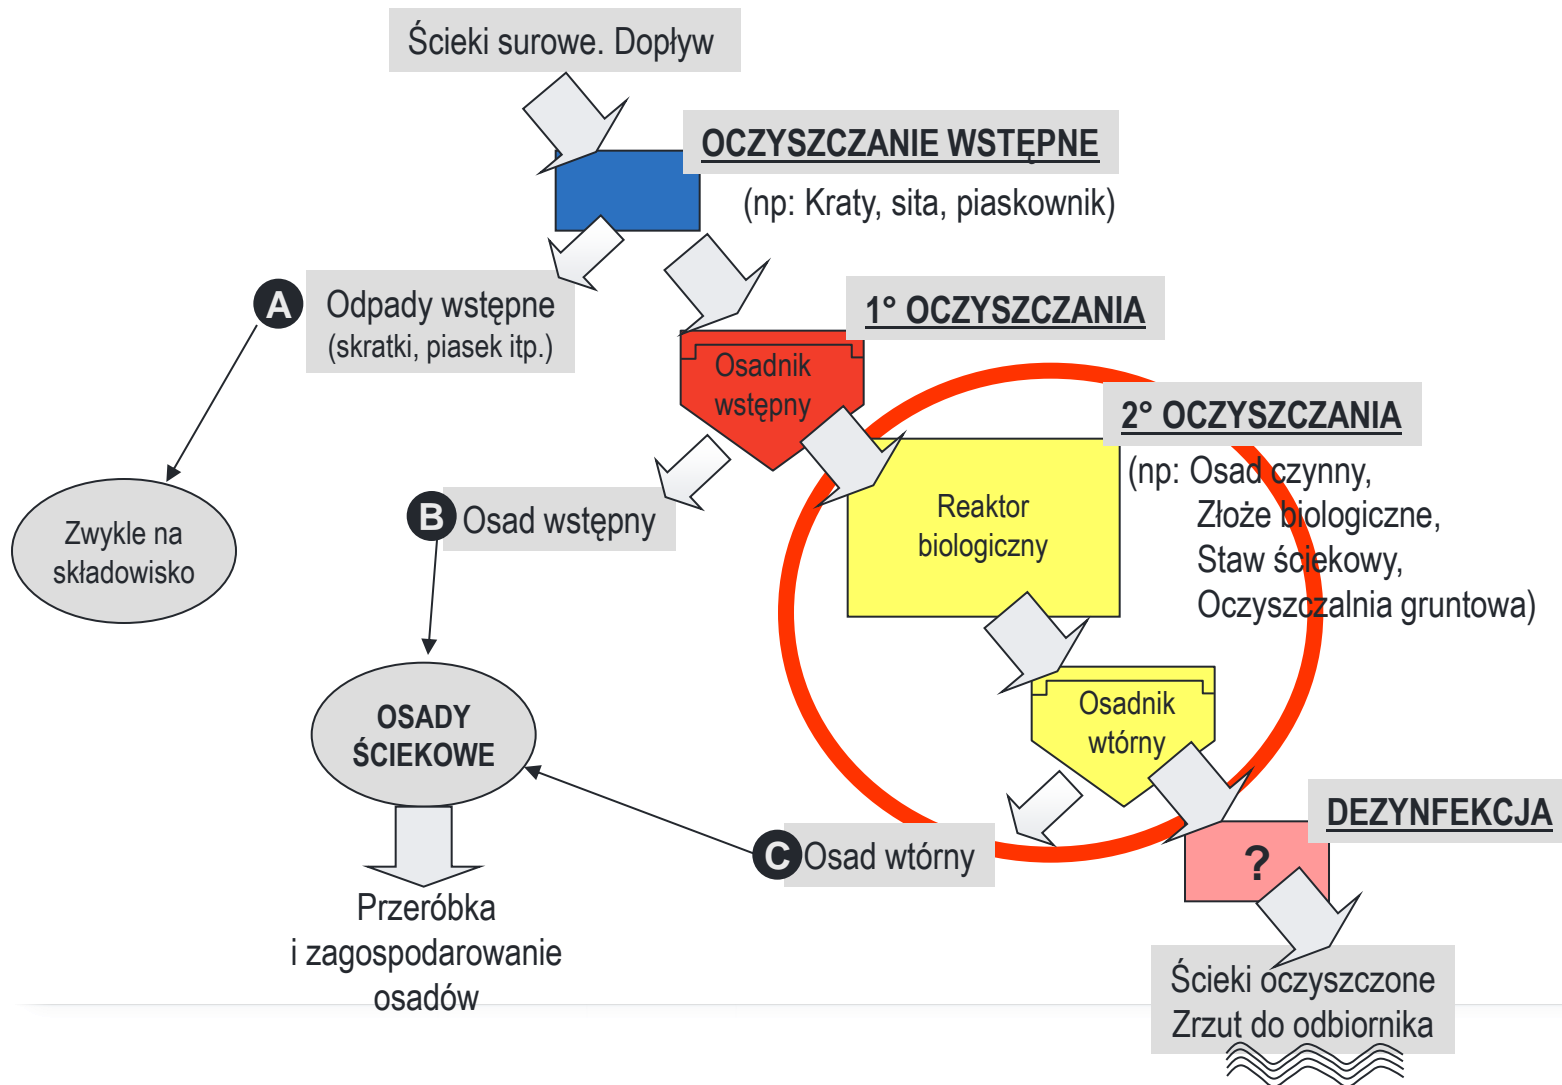 Ścieki surowe. Dopływ
OCZYSZCZANIE WSTĘPNE
(np: Kraty, sita, piaskownik)
A
Odpady wstępne
(skratki, piasek itp.)
1° OCZYSZCZANIA
Osadnik
wstępny
2° OCZYSZCZANIA
(np: Osad czynny,
Złoże biologiczne,
Staw ściekowy,
Oczyszczalnia gruntowa)
Reaktor
biologiczny
B
Osad wstępny
Zwykle na
składowisko
OSADY
ŚCIEKOWE
Osadnik
wtórny
DEZYNFEKCJA
C
Osad wtórny
?
Przeróbka
i zagospodarowanie
osadów
Ścieki oczyszczone
Zrzut do odbiornika